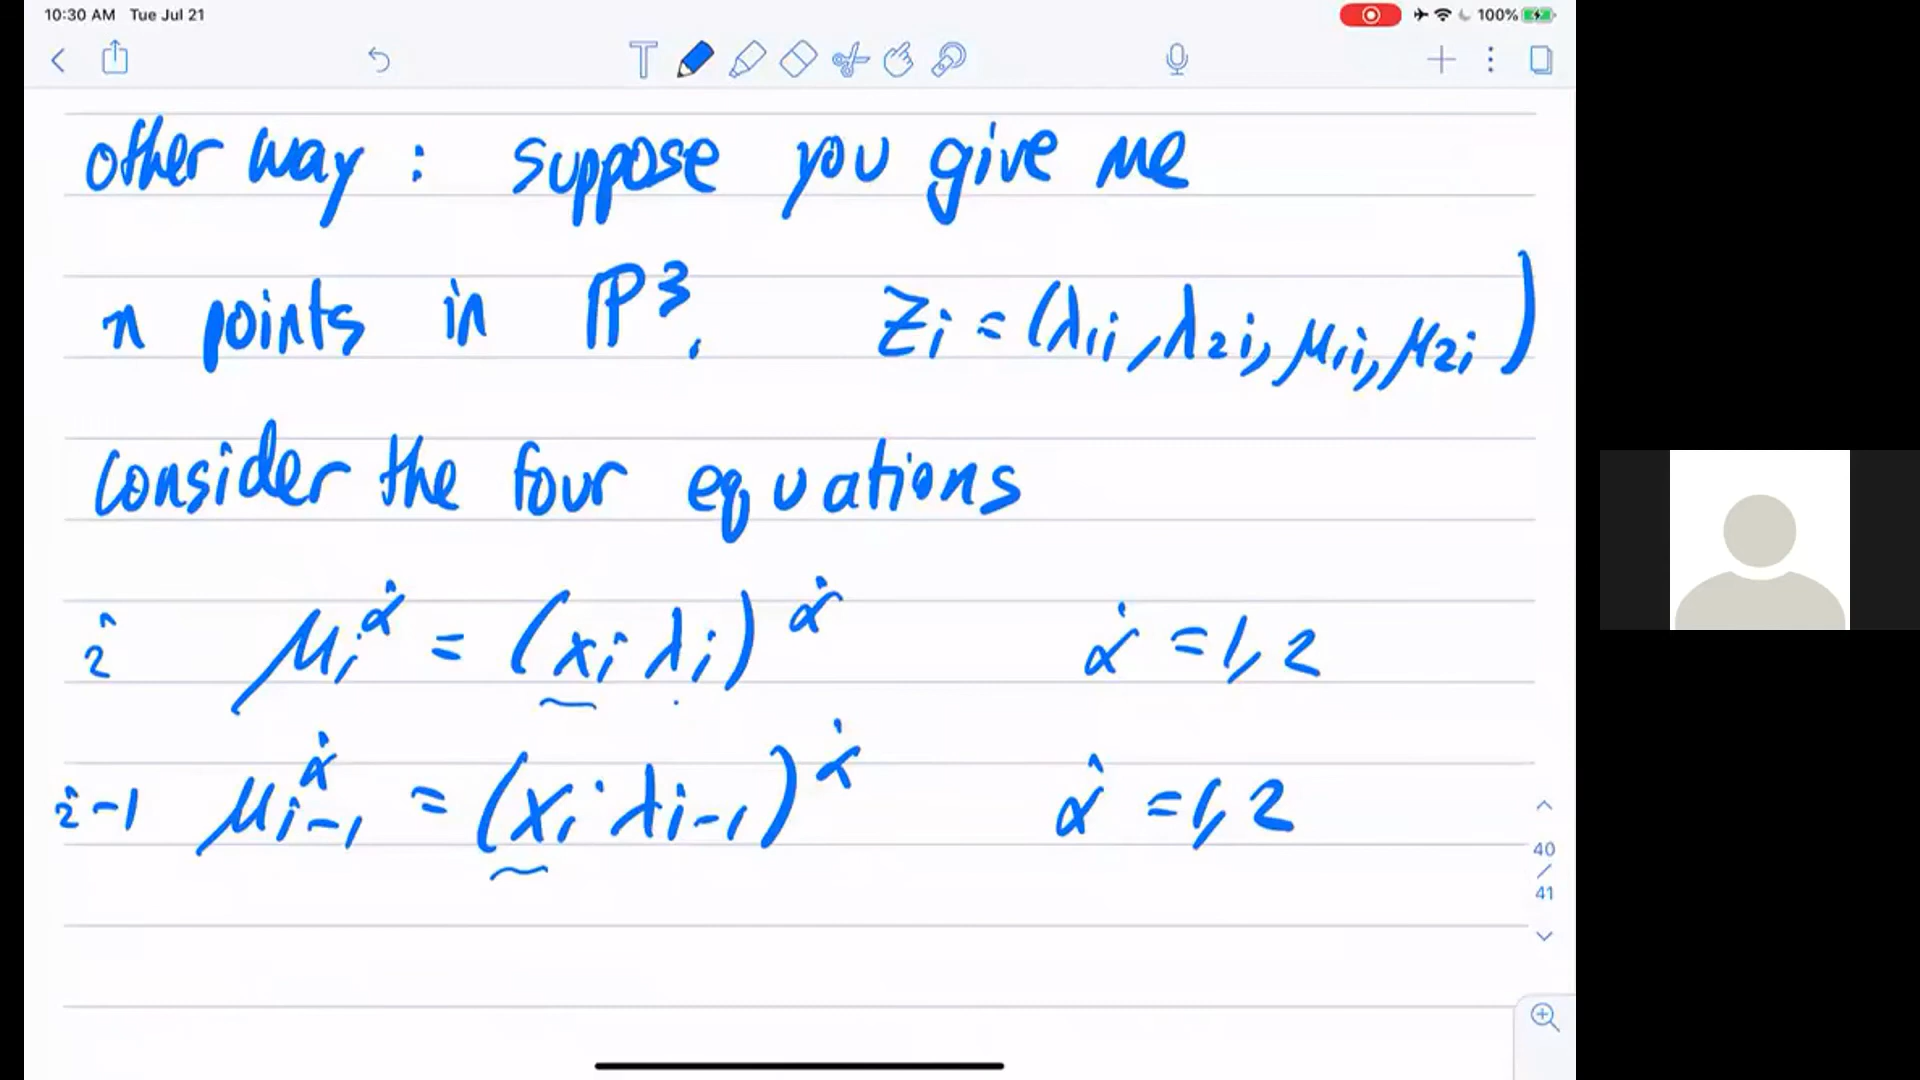 10:30 AM Tue Jul 21
100%
other way : suppose you give me
n points in ℙ³. Zᵢ = (λ₁ᵢ, λ₂ᵢ, μ₁ᵢ, μ₂ᵢ)
consider the four equations
i μᵢ^α̇ = (xᵢ λᵢ)^α̇ α̇ = 1, 2
i-1 μᵢ₋₁^α̇ = (xᵢ · λᵢ₋₁)^α̇ α̇ = 1, 2
40
/
41